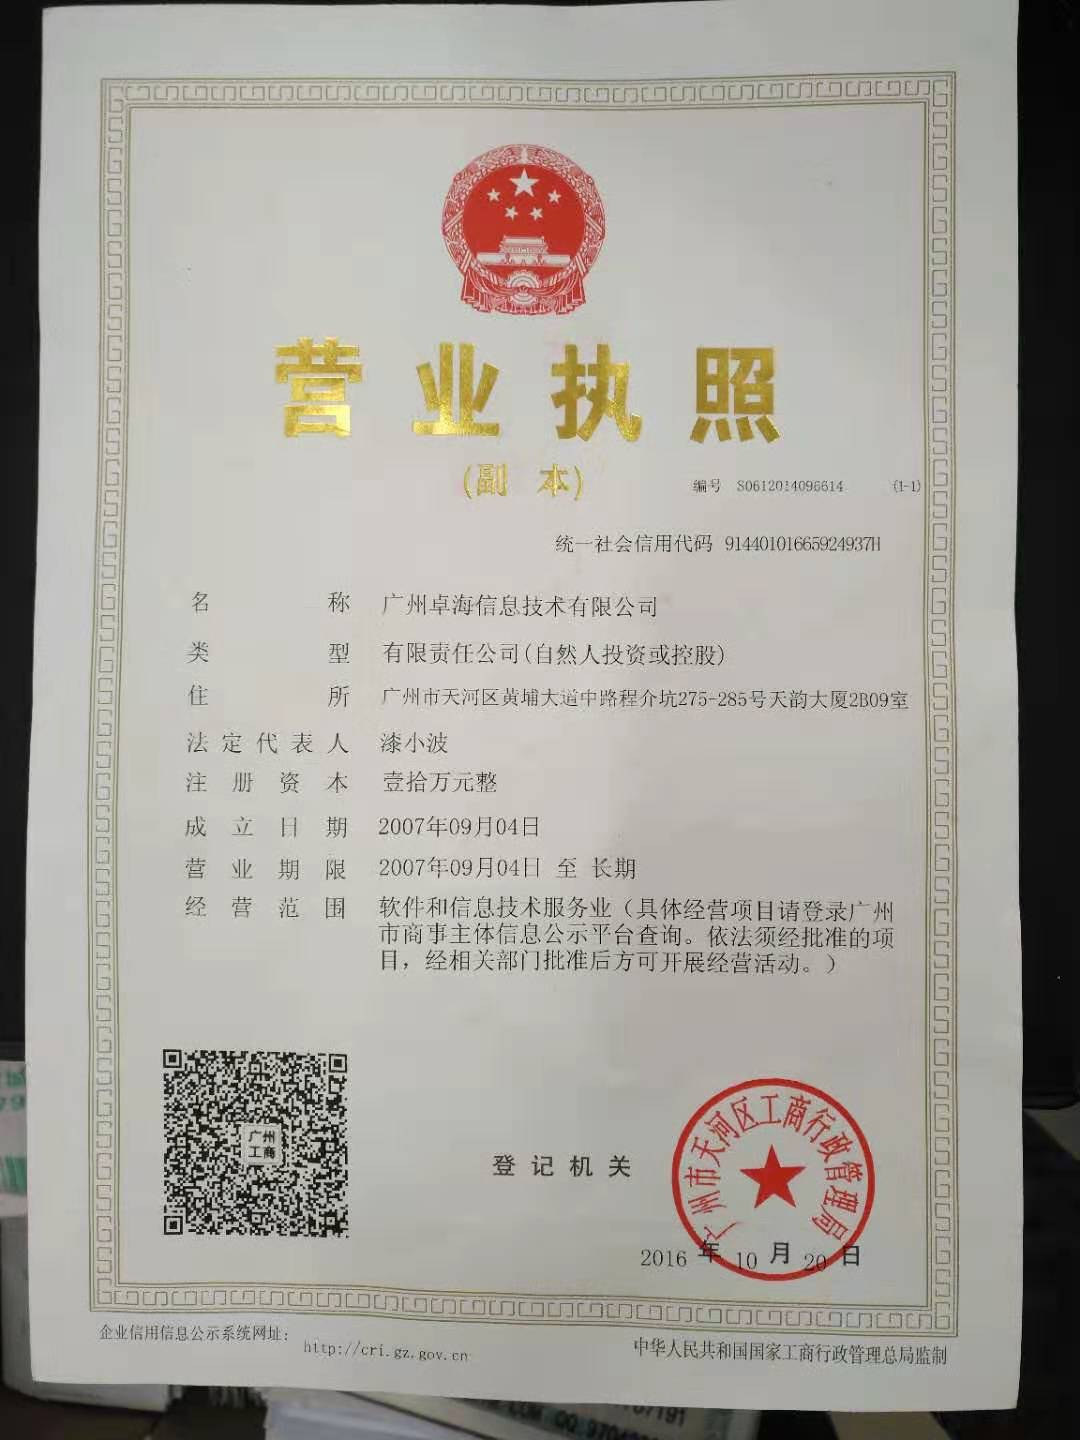 营业执照
(副 本)
编号 S0612014096614 (1-1)
统一社会信用代码 91440101665924937H
名称 广州卓海信息技术有限公司
类型 有限责任公司(自然人投资或控股)
住所 广州市天河区黄埔大道中路程介坑275-285号天韵大厦2B09室
法定代表人 漆小波
注册资本 壹拾万元整
成立日期 2007年09月04日
营业期限 2007年09月04日 至 长期
经营范围 软件和信息技术服务业（具体经营项目请登录广州
市商事主体信息公示平台查询。依法须经批准的项
目，经相关部门批准后方可开展经营活动。）
广州
工商
登记机关
广州市天河区工商行政管理局
2016 年 10 月 20 日
企业信用信息公示系统网址：
http://cri.gz.gov.cn
中华人民共和国国家工商行政管理总局监制